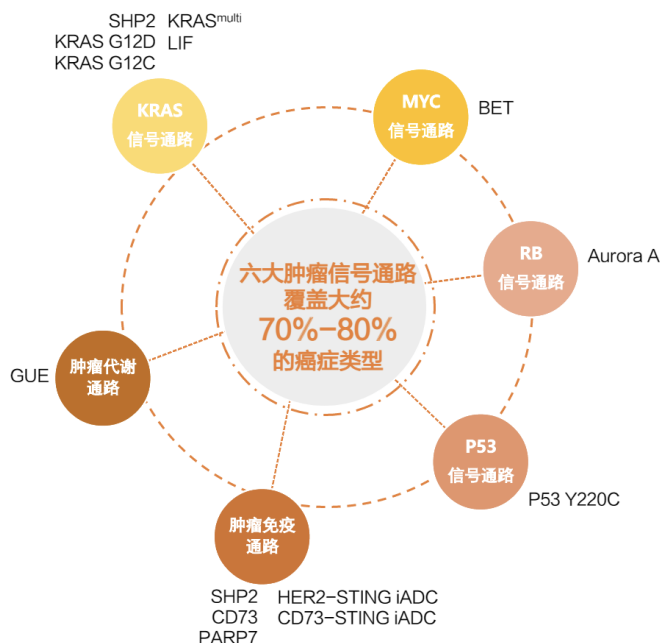 SHP2 KRASmulti
KRAS G12D LIF
KRAS G12C
KRAS
信号通路
MYC
信号通路
BET
RB
信号通路
Aurora A
六大肿瘤信号通路
覆盖大约
70%-80%
的癌症类型
肿瘤代谢
通路
GUE
P53
信号通路
P53 Y220C
肿瘤免疫
通路
SHP2 HER2-STING iADC
CD73 CD73-STING iADC
PARP7